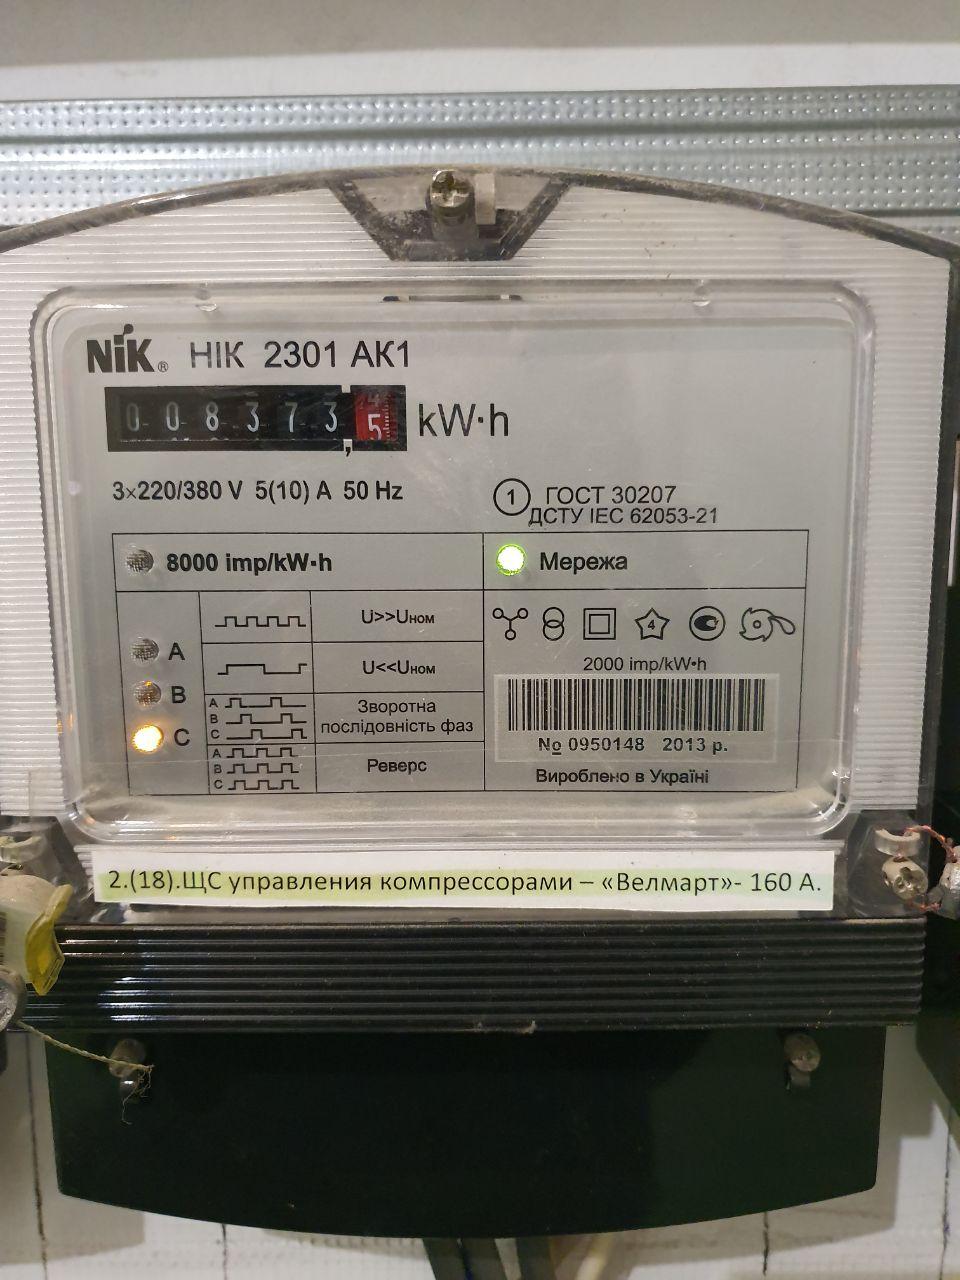 NiK® НІК 2301 АК1
0 0 8 3 7 3, 5 kW·h
3×220/380 V 5(10) A 50 Hz
1 ГОСТ 30207
ДСТУ IEC 62053-21
8000 imp/kW·h
Мережа
A
B
C
U>>Uном
U<<Uном
A
B
C
Зворотна
послідовність фаз
A
B
C
Реверс
4
2000 imp/kW•h
№ 0950148 2013 р.
Вироблено в Україні
2.(18).ЩС управления компрессорами – «Велмарт»- 160 А.